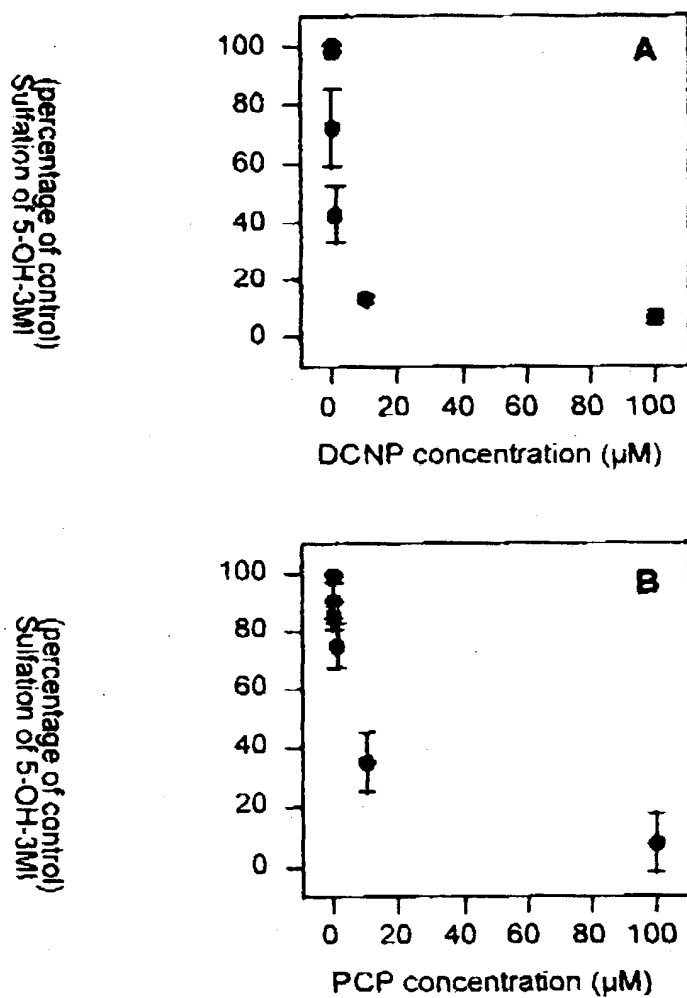 A
100
80
60
40
20
0
Sulfation of 5-OH-3MI
(percentage of control)
0 20 40 60 80 100
DCNP concentration (µM)
B
100
80
60
40
20
0
Sulfation of 5-OH-3MI
(percentage of control)
0 20 40 60 80 100
PCP concentration (µM)